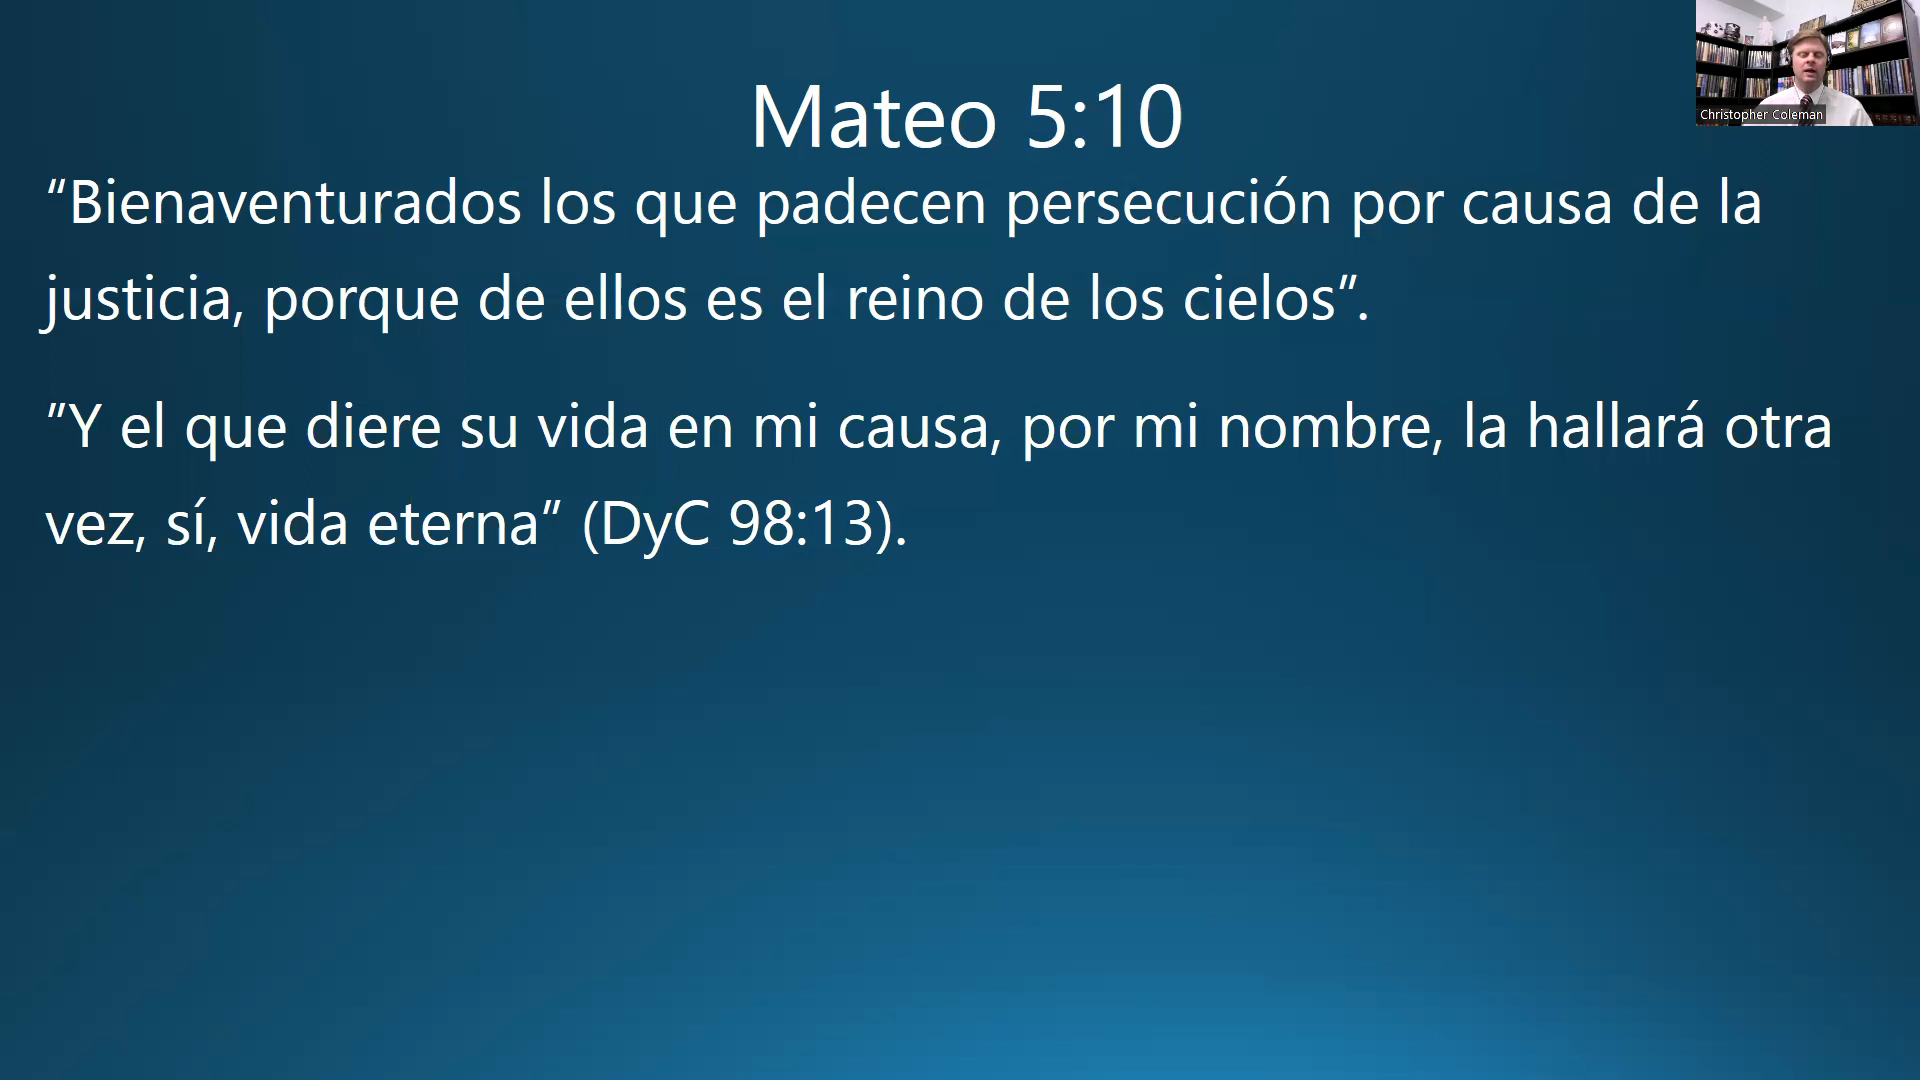 Mateo 5:10
“Bienaventurados los que padecen persecución por causa de la
justicia, porque de ellos es el reino de los cielos”.
”Y el que diere su vida en mi causa, por mi nombre, la hallará otra
vez, sí, vida eterna” (DyC 98:13).
Christopher Coleman